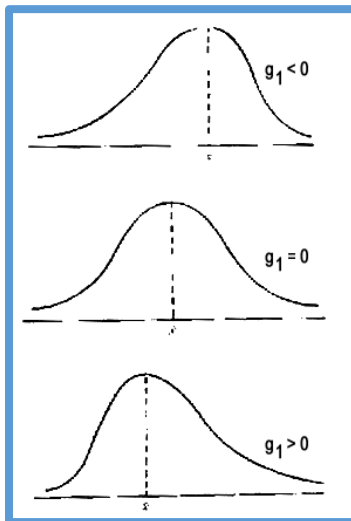 g₁ < 0
g₁ = 0
g₁ > 0